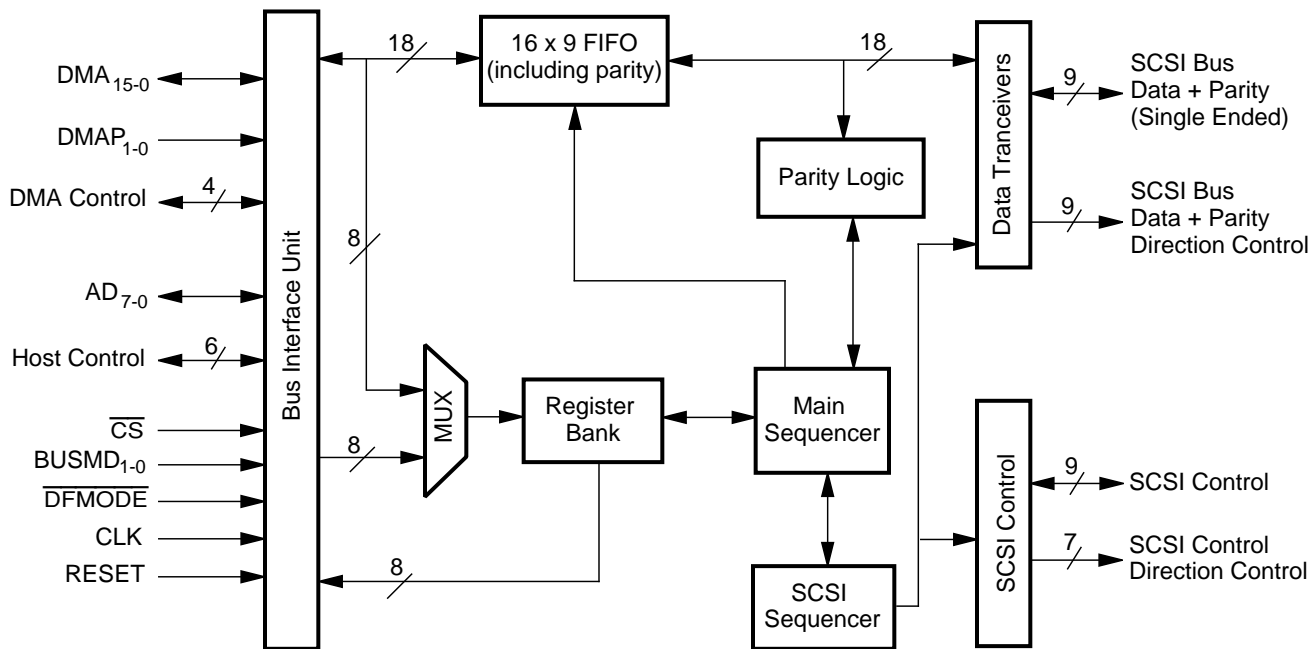 DMA15-0
DMAP1-0
DMA Control
4
AD7-0
Host Control
6
CS
BUSMD1-0
DFMODE
CLK
RESET
Bus Interface Unit
18
16 x 9 FIFO
(including parity)
18
8
8
8
MUX
Register
Bank
Parity Logic
Main
Sequencer
SCSI
Sequencer
Data Tranceivers
9
SCSI Bus
Data + Parity
(Single Ended)
9
SCSI Bus
Data + Parity
Direction Control
SCSI Control
9
SCSI Control
7
SCSI Control
Direction Control